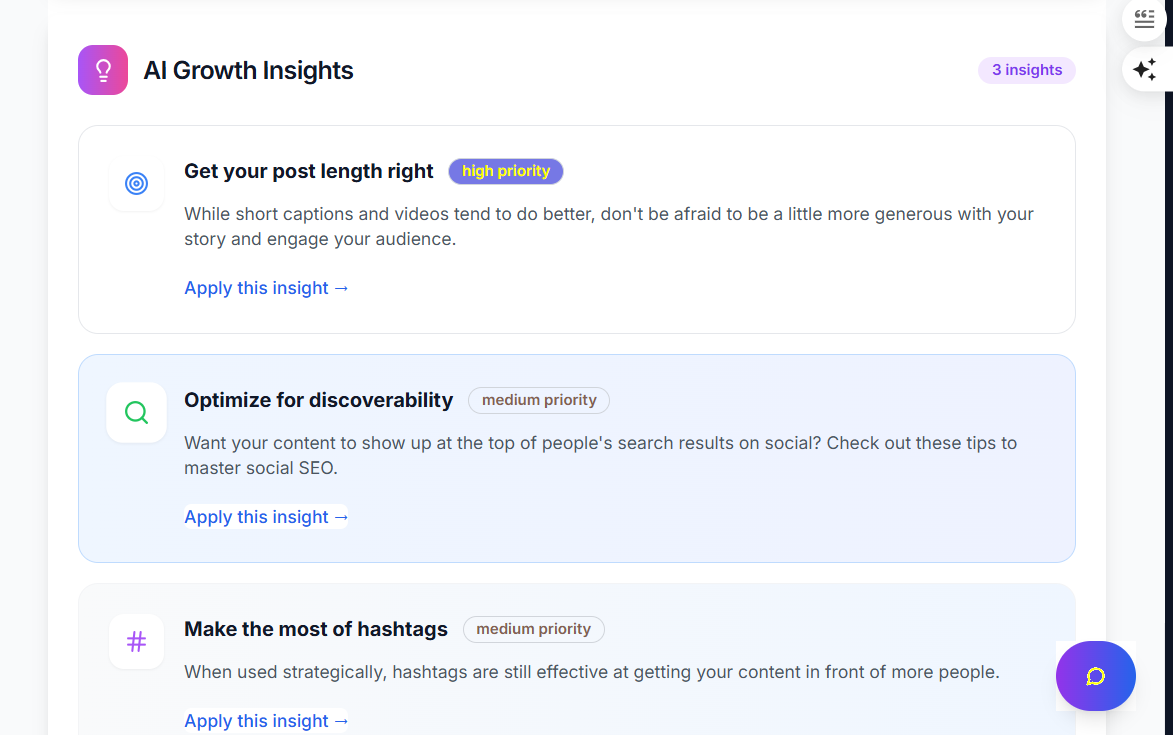 AI Growth Insights
3 insights
Get your post length right
high priority
While short captions and videos tend to do better, don't be afraid to be a little more generous with your
story and engage your audience.
Apply this insight →
Optimize for discoverability
medium priority
Want your content to show up at the top of people's search results on social? Check out these tips to
master social SEO.
Apply this insight →
Make the most of hashtags
medium priority
When used strategically, hashtags are still effective at getting your content in front of more people.
Apply this insight →